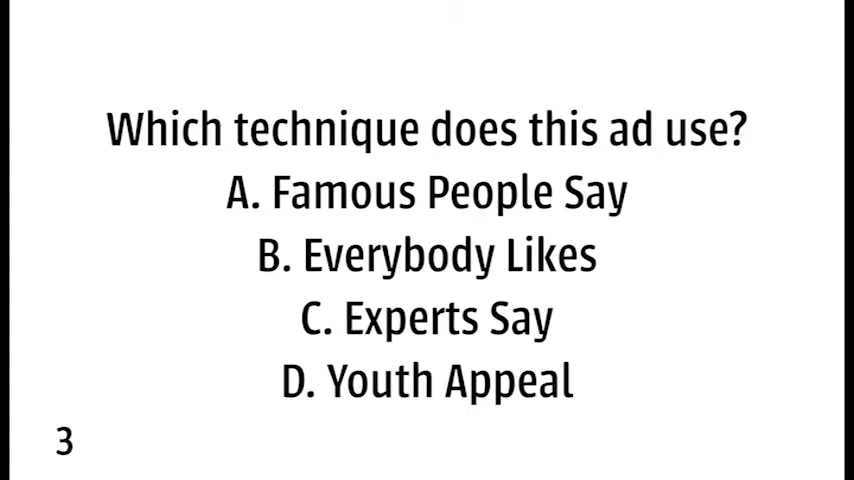 Which technique does this ad use?
A. Famous People Say
B. Everybody Likes
C. Experts Say
D. Youth Appeal
3